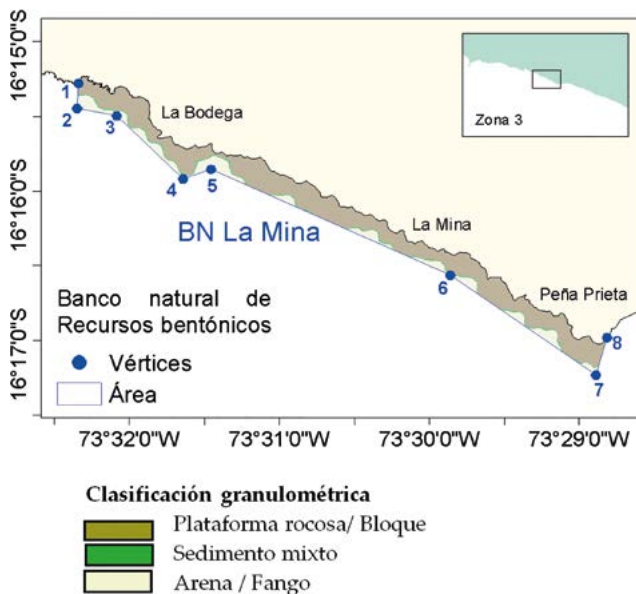 16°15'0"S
16°16'0"S
16°17'0"S
1
2
3
4
5
6
7
8
La Bodega
La Mina
Peña Prieta
BN La Mina
Zona 3
Banco natural de
Recursos bentónicos
Vértices
Área
73°32'0"W
73°31'0"W
73°30'0"W
73°29'0"W
Clasificación granulométrica
Plataforma rocosa/ Bloque
Sedimento mixto
Arena / Fango